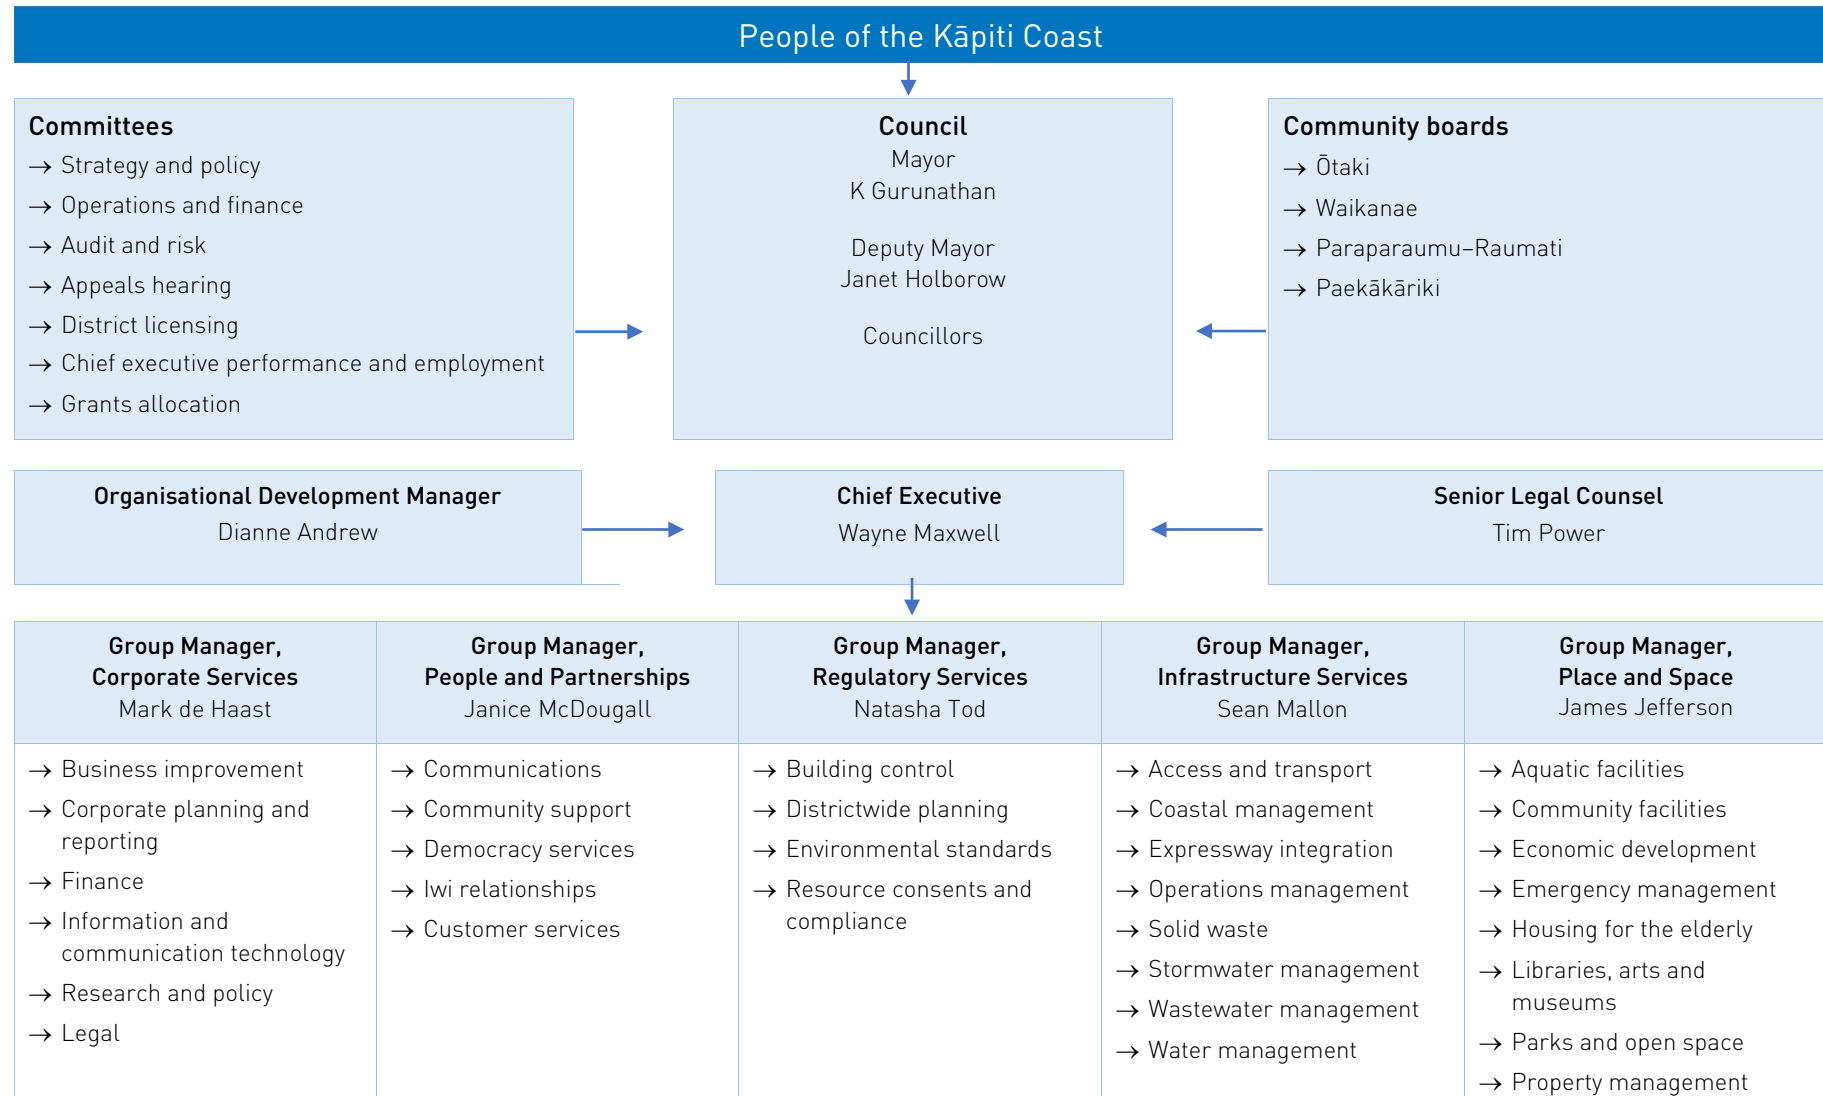 People of the Kāpiti Coast
Committees
→ Strategy and policy
→ Operations and finance
→ Audit and risk
→ Appeals hearing
→ District licensing
→ Chief executive performance and employment
→ Grants allocation
Council
Mayor
K Gurunathan
Deputy Mayor
Janet Holborow
Councillors
Community boards
→ Ōtaki
→ Waikanae
→ Paraparaumu–Raumati
→ Paekākāriki
Organisational Development Manager
Dianne Andrew
Chief Executive
Wayne Maxwell
Senior Legal Counsel
Tim Power
Group Manager,
Corporate Services
Mark de Haast
→ Business improvement
→ Corporate planning and
reporting
→ Finance
→ Information and
communication technology
→ Research and policy
→ Legal
Group Manager,
People and Partnerships
Janice McDougall
→ Communications
→ Community support
→ Democracy services
→ Iwi relationships
→ Customer services
Group Manager,
Regulatory Services
Natasha Tod
→ Building control
→ Districtwide planning
→ Environmental standards
→ Resource consents and
compliance
Group Manager,
Infrastructure Services
Sean Mallon
→ Access and transport
→ Coastal management
→ Expressway integration
→ Operations management
→ Solid waste
→ Stormwater management
→ Wastewater management
→ Water management
Group Manager,
Place and Space
James Jefferson
→ Aquatic facilities
→ Community facilities
→ Economic development
→ Emergency management
→ Housing for the elderly
→ Libraries, arts and
museums
→ Parks and open space
→ Property management